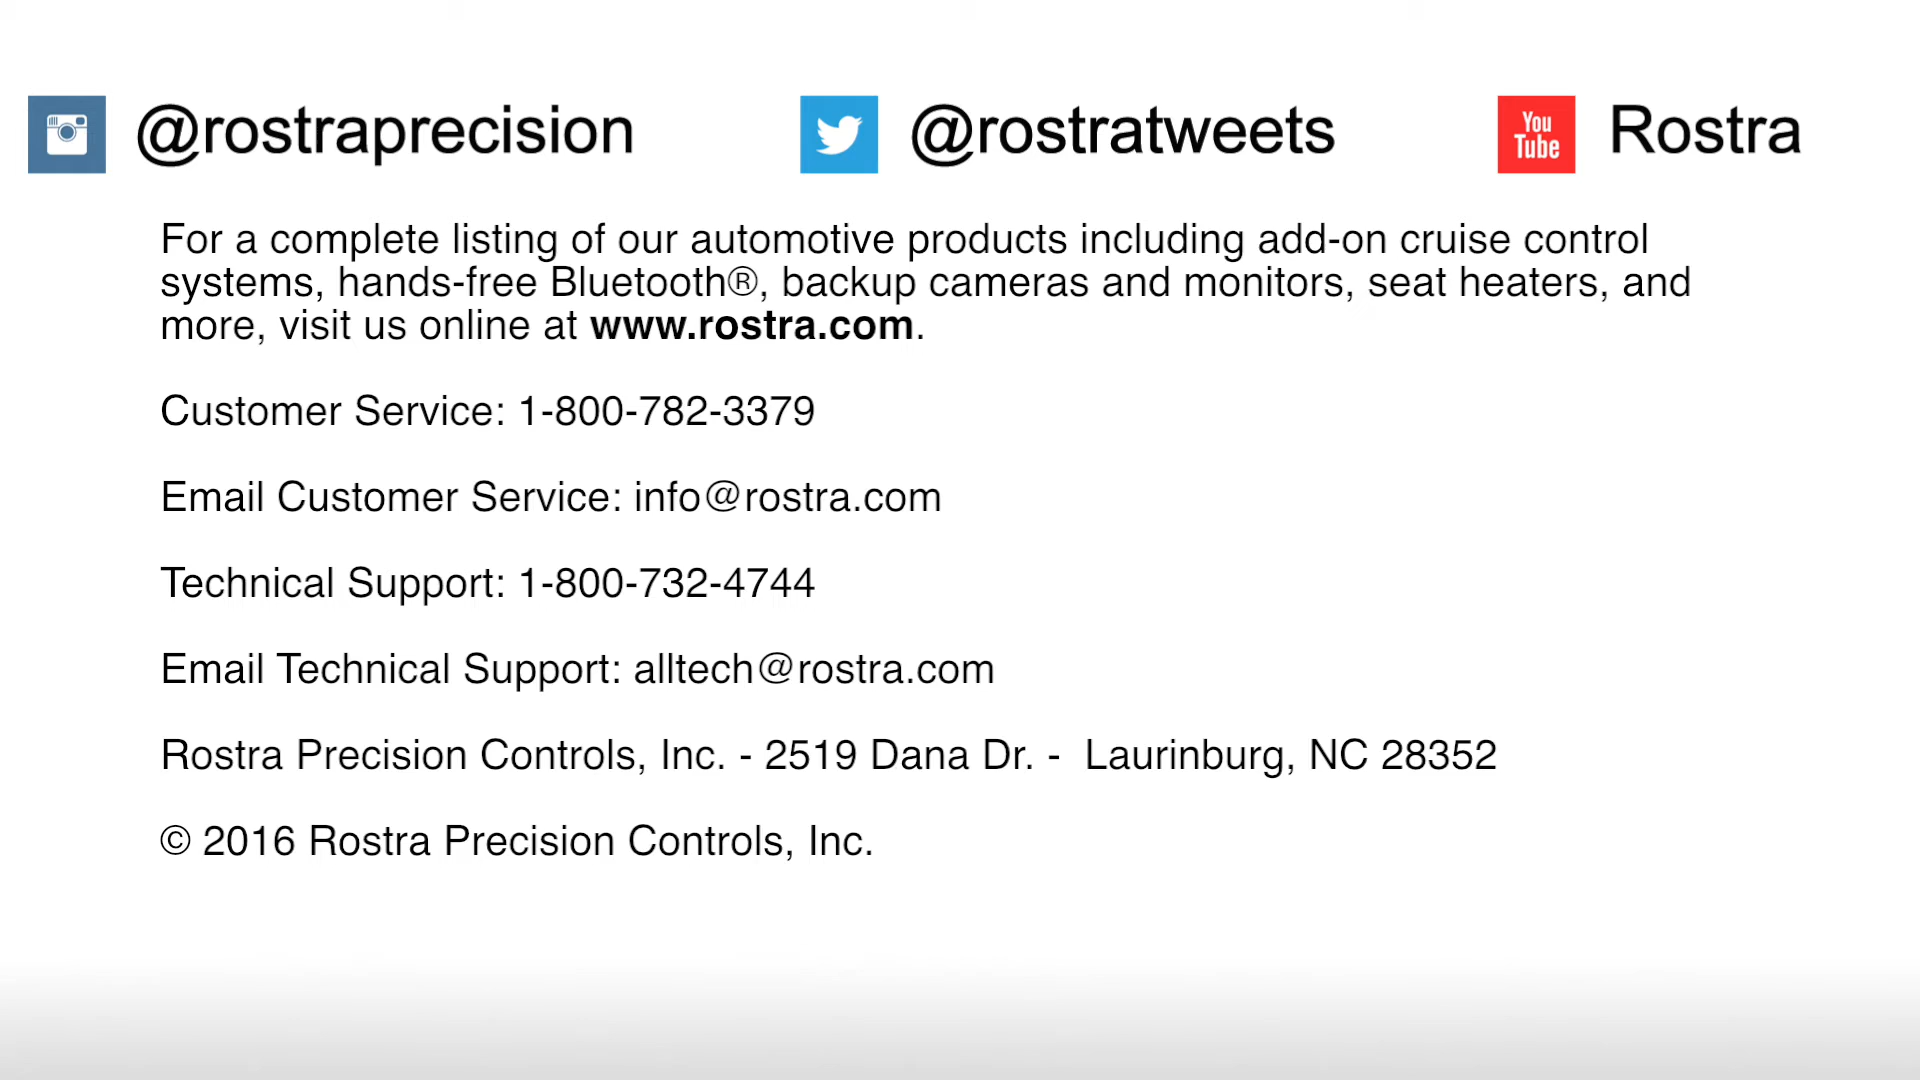 @rostraprecision @rostratweets You Tube Rostra
For a complete listing of our automotive products including add-on cruise control
systems, hands-free Bluetooth®, backup cameras and monitors, seat heaters, and
more, visit us online at www.rostra.com.
Customer Service: 1-800-782-3379
Email Customer Service: info@rostra.com
Technical Support: 1-800-732-4744
Email Technical Support: alltech@rostra.com
Rostra Precision Controls, Inc. - 2519 Dana Dr. -  Laurinburg, NC 28352
© 2016 Rostra Precision Controls, Inc.